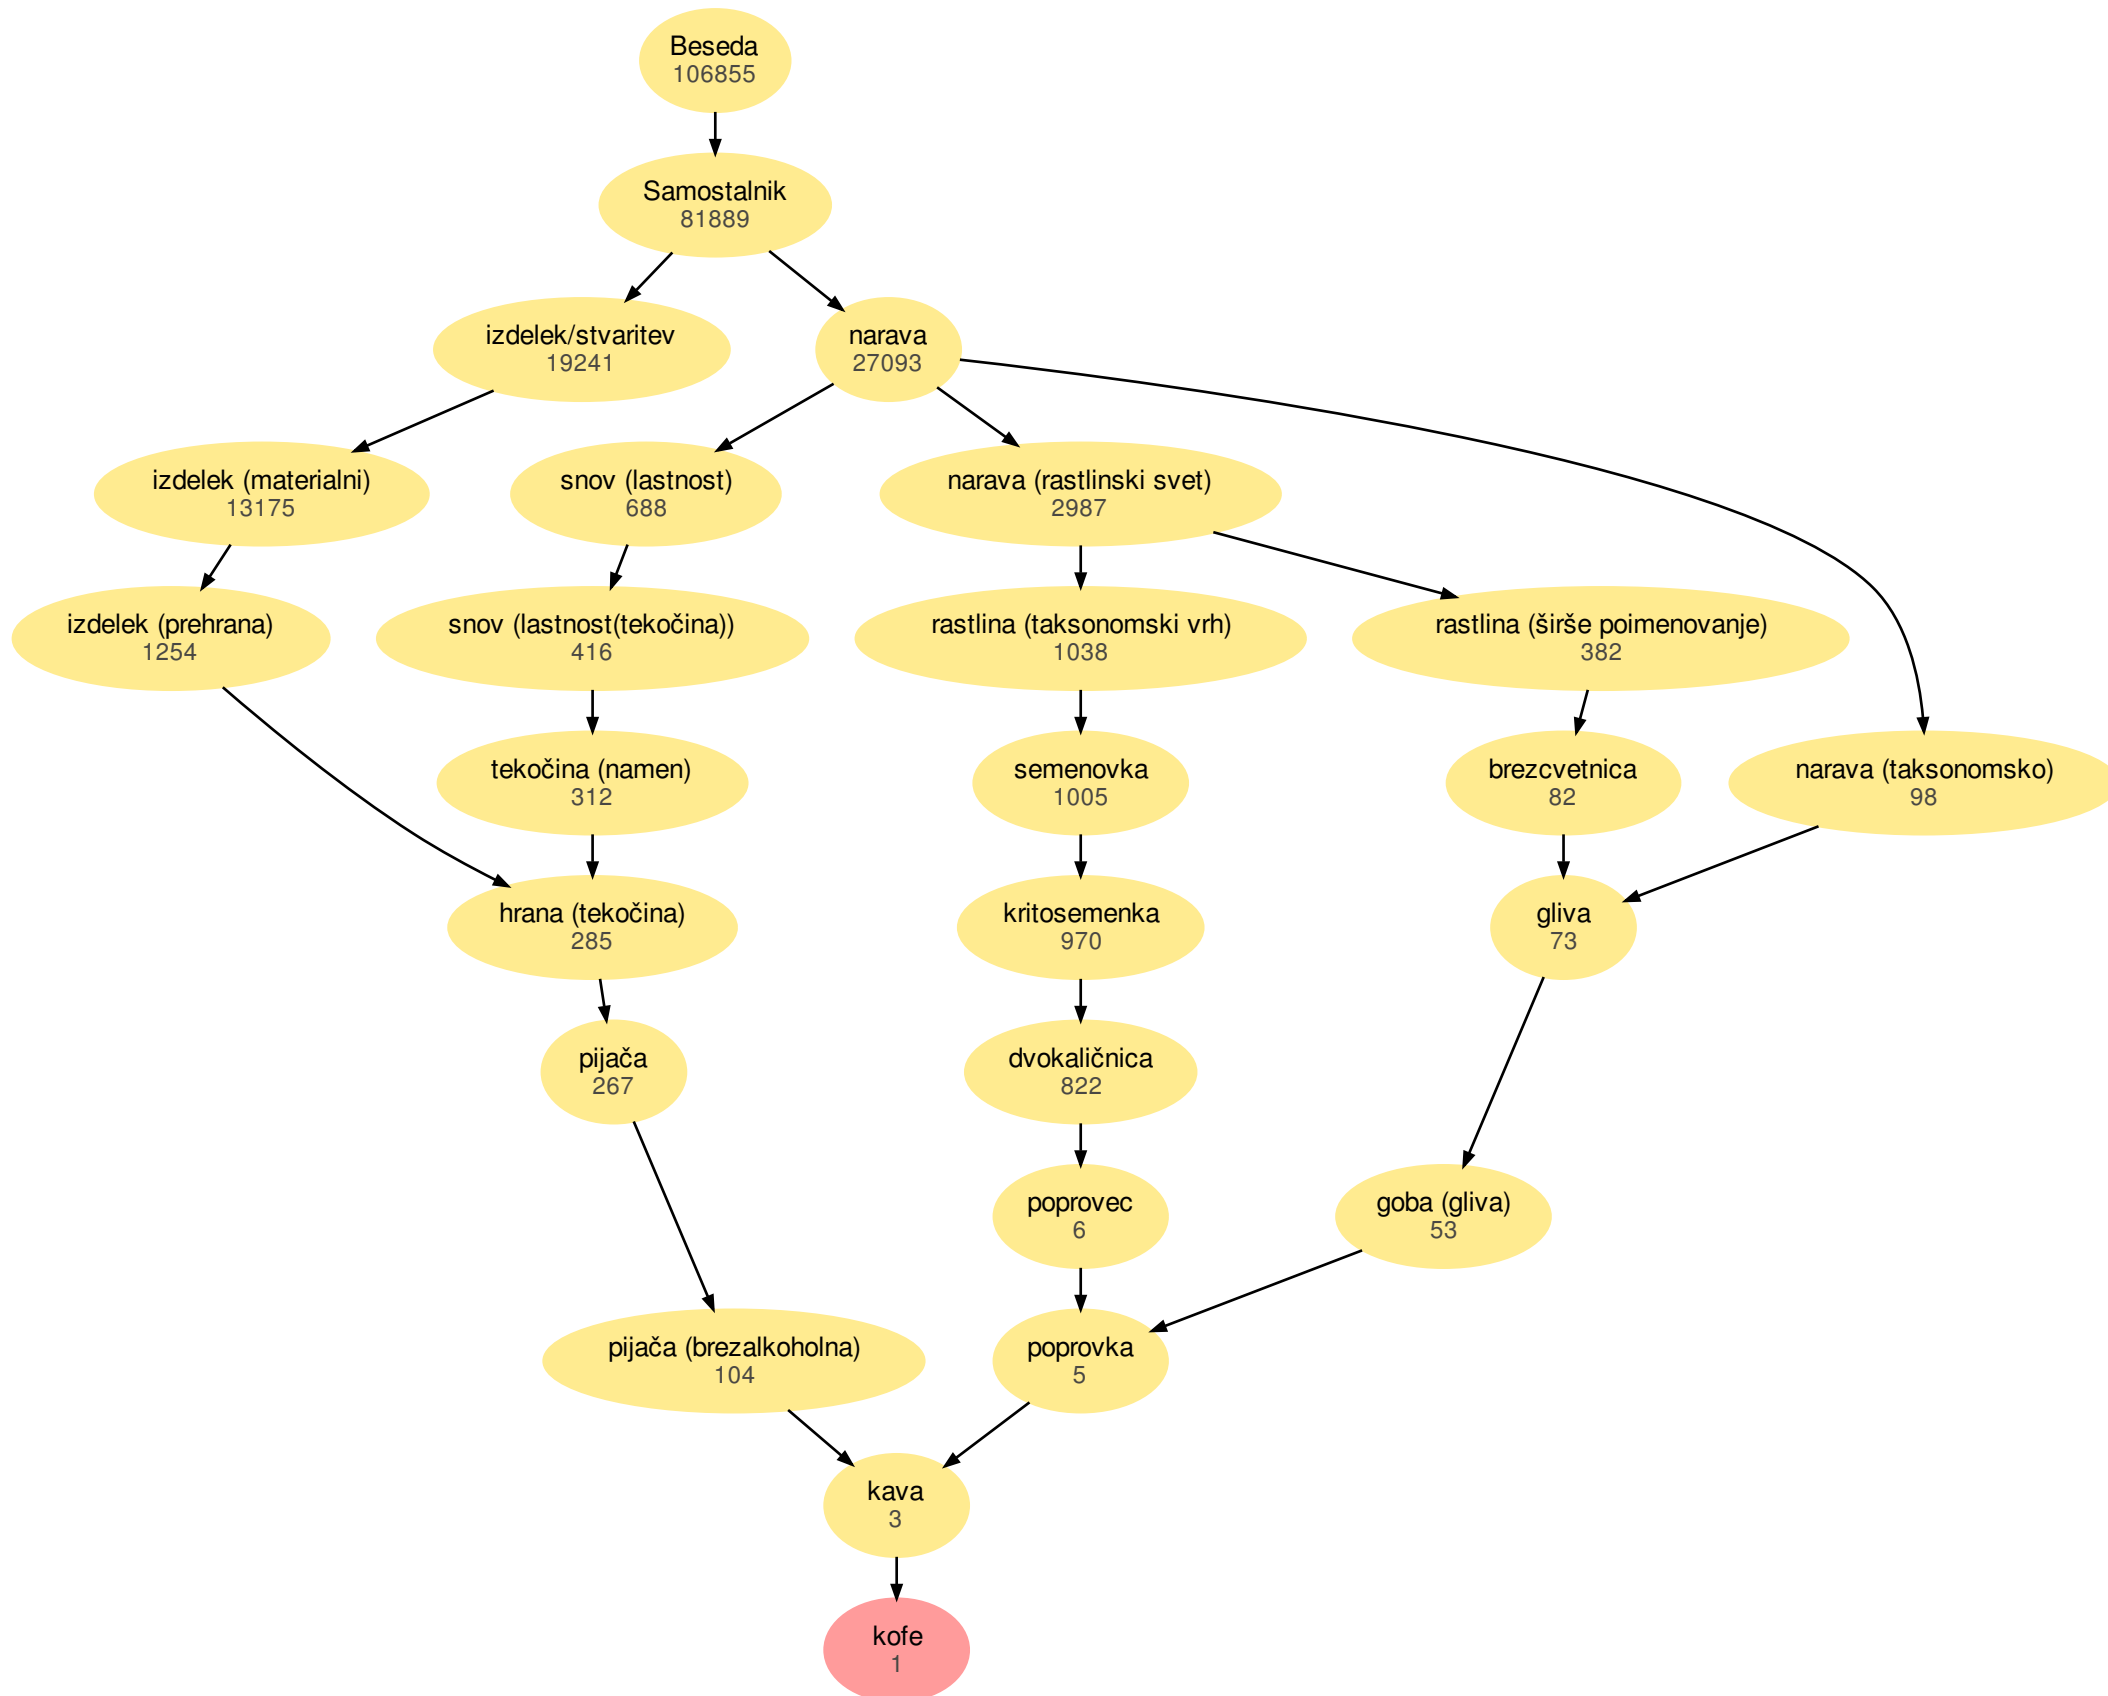 Beseda
106855
Samostalnik
81889
izdelek/stvaritev
19241
narava
27093
izdelek (materialni)
13175
snov (lastnost)
688
narava (rastlinski svet)
2987
izdelek (prehrana)
1254
snov (lastnost(tekočina))
416
rastlina (taksonomski vrh)
1038
rastlina (širše poimenovanje)
382
tekočina (namen)
312
semenovka
1005
brezcvetnica
82
narava (taksonomsko)
98
hrana (tekočina)
285
kritosemenka
970
gliva
73
pijača
267
dvokaličnica
822
poprovec
6
goba (gliva)
53
pijača (brezalkoholna)
104
poprovka
5
kava
3
kofe
1